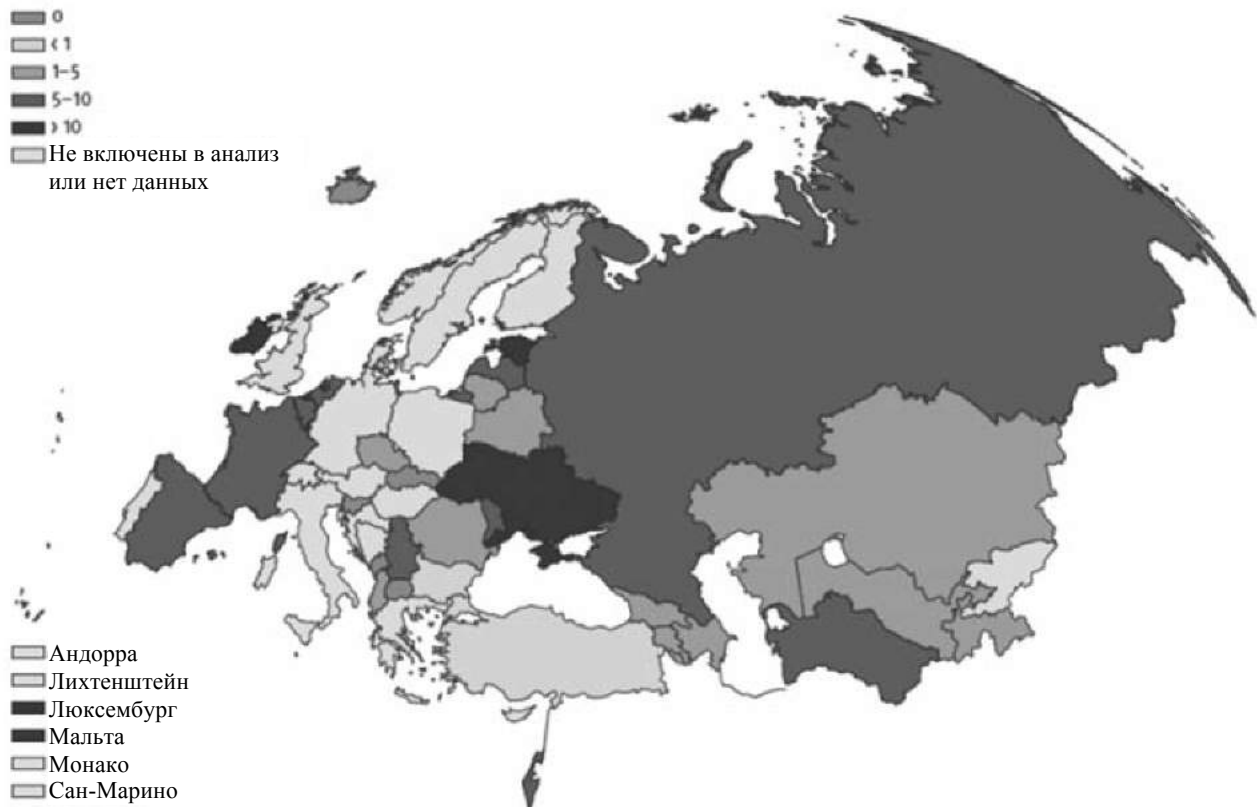 0
< 1
1–5
5–10
> 10
Не включены в анализ
или нет данных
Андорра
Лихтенштейн
Люксембург
Мальта
Монако
Сан-Марино